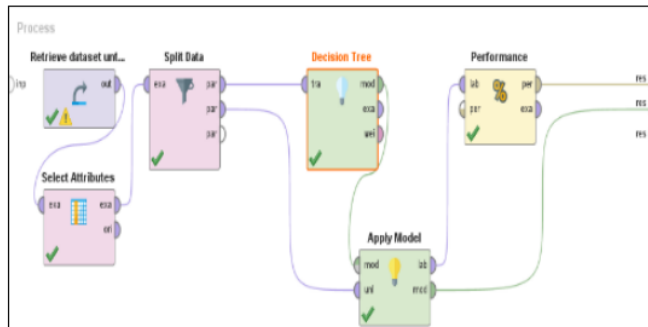 Process
Retrieve dataset unt...
inp
out
Split Data
exa
par
par
par
Decision Tree
tra
mod
exa
wei
Performance
lab
per
per
exa
res
res
res
Select Attributes
exa
exa
ori
Apply Model
mod
lab
unl
mod